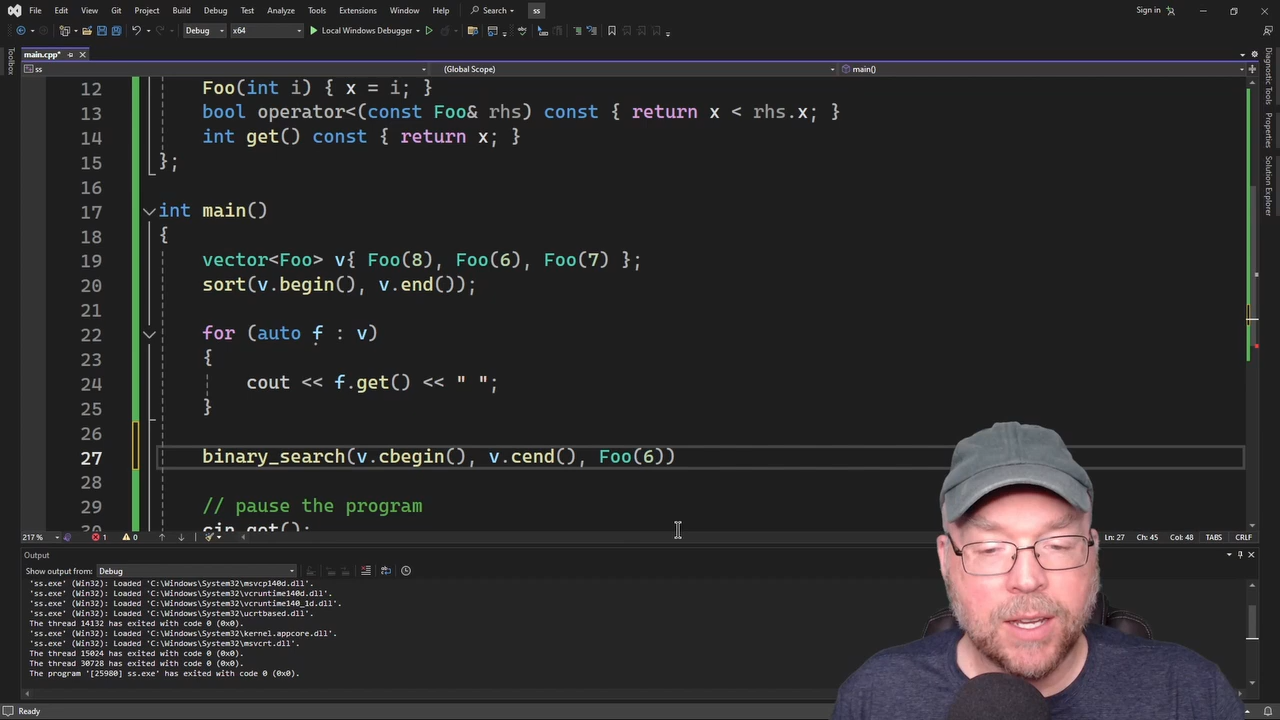 File Edit View Git Project Build Debug Test Analyze Tools Extensions Window Help Search ss Sign in
Debug x64 Local Windows Debugger
main.cpp*
ss (Global Scope) main()
12 Foo(int i) { x = i; }
13 bool operator<(const Foo& rhs) const { return x < rhs.x; }
14 int get() const { return x; }
15 };
16
17 int main()
18 {
19 vector<Foo> v{ Foo(8), Foo(6), Foo(7) };
20 sort(v.begin(), v.end());
21
22 for (auto f : v)
23 {
24 cout << f.get() << " ";
25 }
26
27 binary_search(v.cbegin(), v.cend(), Foo(6))
28
29 // pause the program
30 cin.get();
217 % 1 0 Ln: 27 Ch: 45 Col: 48 TABS CRLF
Output
Show output from: Debug
'ss.exe' (Win32): Loaded 'C:\Windows\System32\msvcp140d.dll'.
'ss.exe' (Win32): Loaded 'C:\Windows\System32\vcruntime140d.dll'.
'ss.exe' (Win32): Loaded 'C:\Windows\System32\vcruntime140_1d.dll'.
'ss.exe' (Win32): Loaded 'C:\Windows\System32\ucrtbased.dll'.
The thread 14132 has exited with code 0 (0x0).
'ss.exe' (Win32): Loaded 'C:\Windows\System32\kernel.appcore.dll'.
'ss.exe' (Win32): Loaded 'C:\Windows\System32\msvcrt.dll'.
The thread 15024 has exited with code 0 (0x0).
The thread 30728 has exited with code 0 (0x0).
The program '[25980] ss.exe' has exited with code 0 (0x0).
Ready
Toolbox
Diagnostic Tools
Properties
Solution Explorer